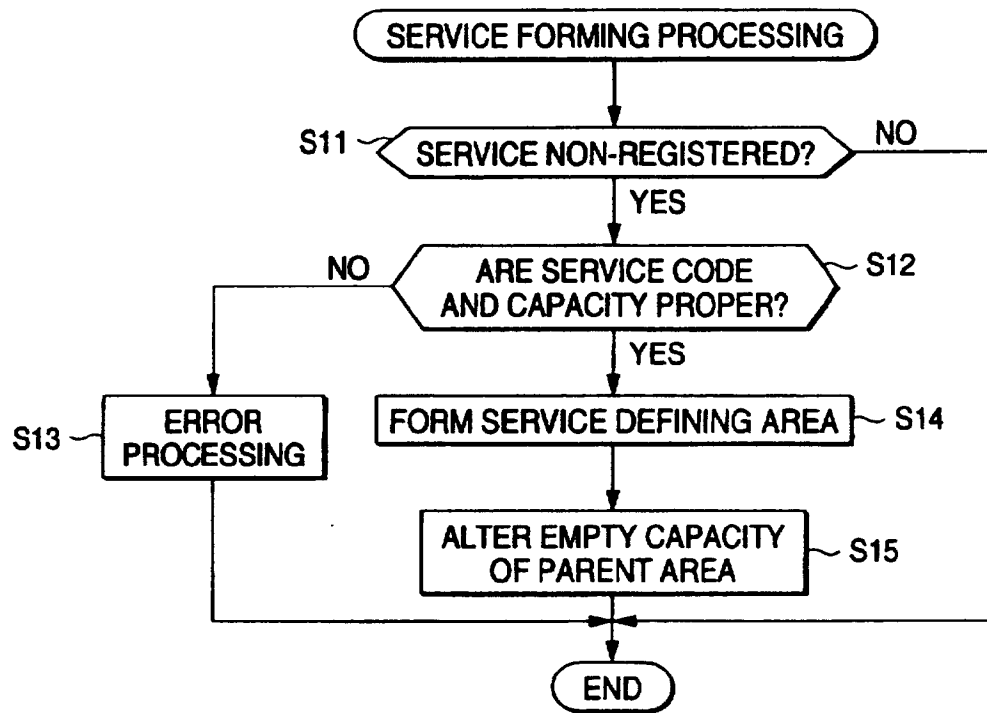 SERVICE FORMING PROCESSING
S11
SERVICE NON-REGISTERED?
NO
YES
NO
ARE SERVICE CODE
AND CAPACITY PROPER?
S12
YES
S13
ERROR
PROCESSING
FORM SERVICE DEFINING AREA
S14
ALTER EMPTY CAPACITY
OF PARENT AREA
S15
END